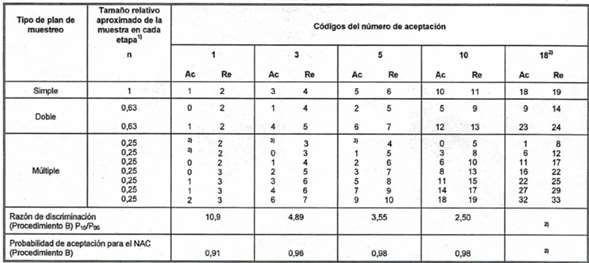 Tipo de plan de muestreo
Tamaño relativo aproximado de la muestra en cada etapa1)
n
Códigos del número de aceptación
1 3 5 10 182)
Ac Re Ac Re Ac Re Ac Re Ac Re
Simple 1 1 2 3 4 5 6 10 11 18 19
Doble
0,63 0 2 1 4 2 5 5 9 9 14
0,63 1 2 4 5 6 7 12 13 23 24
Múltiple
0,25 3) 2 3) 3 3) 4 0 5 1 8
0,25 3) 2 0 3 1 5 3 8 6 12
0,25 0 2 1 4 2 6 6 10 11 17
0,25 0 3 2 5 3 7 8 13 16 22
0,25 1 3 3 6 5 8 11 15 22 25
0,25 1 3 4 6 7 9 14 17 27 29
0,25 2 3 6 7 9 10 18 19 32 33
Razón de discriminación (Procedimiento B) P10/P95 10,9 4,89 3,55 2,50 2)
Probabilidad de aceptación para el NAC (Procedimiento B) 0,91 0,96 0,98 0,98 2)